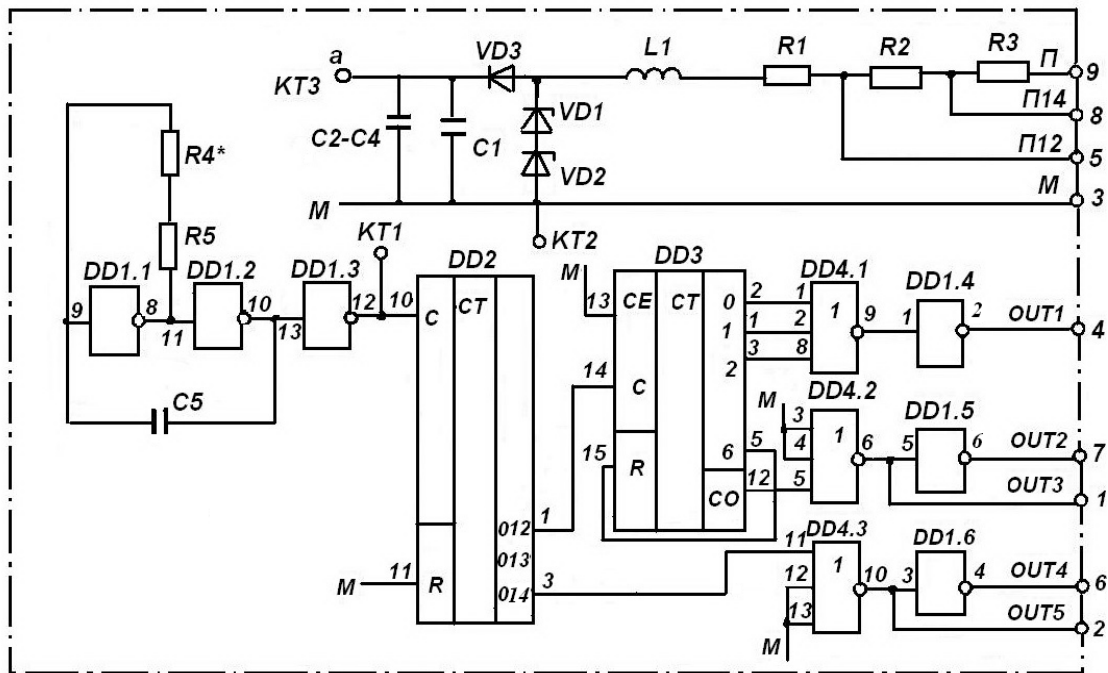 а VD3 L1 R1 R2 R3 П 9
КТ3
П14 8
C2-C4 C1 VD1
VD2
П12 5
М М 3
R4*
R5
КТ1 КТ2
DD1.1 DD1.2 DD1.3 DD2 М DD3 DD4.1 DD1.4
9 8 11 10 13 12 10 C CT 13 CE CT 0 2 1 1 9 1 2 OUT1 4
1 1 2
2 3 8
C5
14 C
М DD4.2 DD1.5
3 1
4
15 R 6 5 6 5 6 OUT2 7
CO 12 5 OUT3 1
012 1
013
014 3
М 11 R
DD4.3 DD1.6
11 1
12 10 3 4 OUT4 6
13 OUT5 2
М